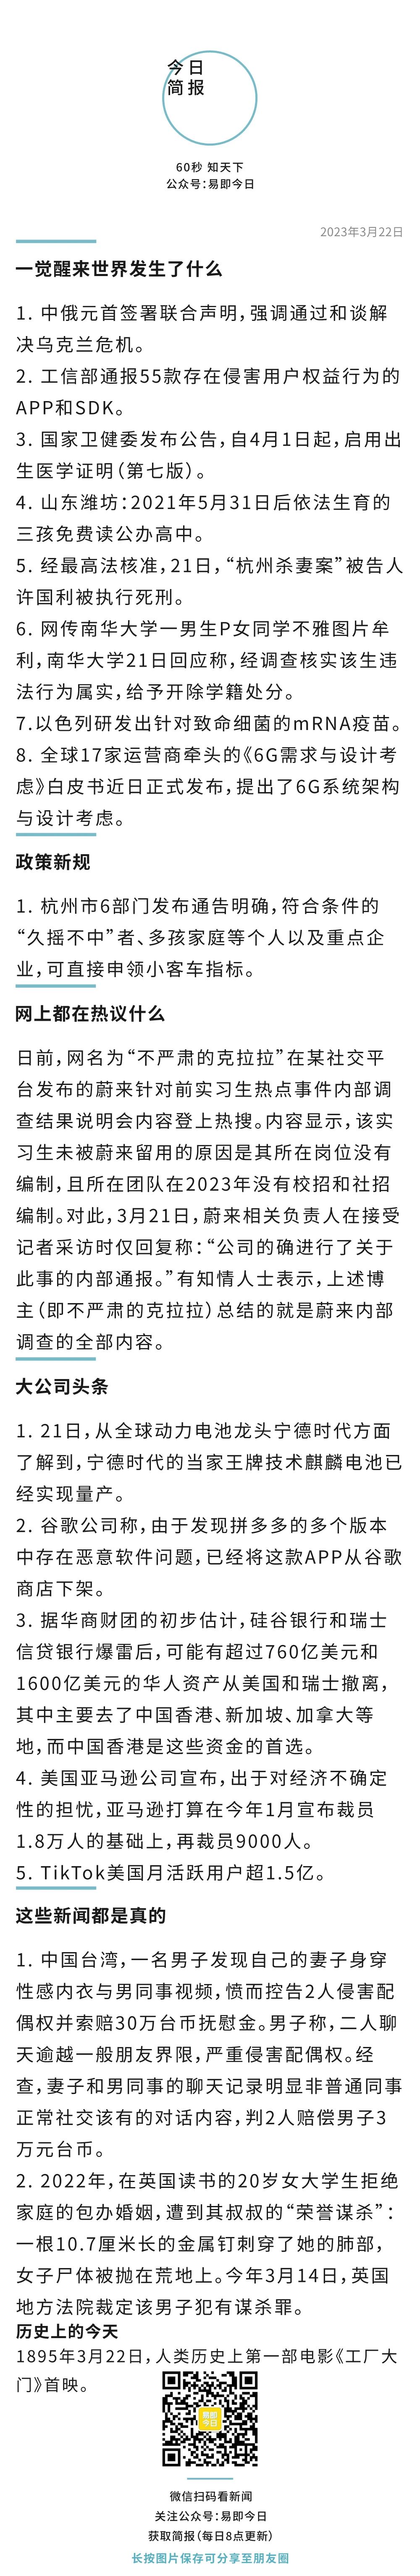 今日
简报
60秒 知天下
公众号：易即今日
2023年3月22日
一觉醒来世界发生了什么
1. 中俄元首签署联合声明，强调通过和谈解
决乌克兰危机。
2. 工信部通报55款存在侵害用户权益行为的
APP和SDK。
3. 国家卫健委发布公告，自4月1日起，启用出
生医学证明（第七版）。
4. 山东潍坊：2021年5月31日后依法生育的
三孩免费读公办高中。
5. 经最高法核准，21日，“杭州杀妻案”被告人
许国利被执行死刑。
6. 网传南华大学一男生P女同学不雅图片牟
利，南华大学21日回应称，经调查核实该生违
法行为属实，给予开除学籍处分。
7.以色列研发出针对致命细菌的mRNA疫苗。
8. 全球17家运营商牵头的《6G需求与设计考
虑》白皮书近日正式发布，提出了6G系统架构
与设计考虑。
政策新规
1. 杭州市6部门发布通告明确，符合条件的
“久摇不中”者、多孩家庭等个人以及重点企
业，可直接申领小客车指标。
网上都在热议什么
日前，网名为“不严肃的克拉拉”在某社交平
台发布的蔚来针对前实习生热点事件内部调
查结果说明会内容登上热搜。内容显示，该实
习生未被蔚来留用的原因是其所在岗位没有
编制，且所在团队在2023年没有校招和社招
编制。对此，3月21日，蔚来相关负责人在接受
记者采访时仅回复称：“公司的确进行了关于
此事的内部通报。”有知情人士表示，上述博
主（即不严肃的克拉拉）总结的就是蔚来内部
调查的全部内容。
大公司头条
1. 21日，从全球动力电池龙头宁德时代方面
了解到，宁德时代的当家王牌技术麒麟电池已
经实现量产。
2. 谷歌公司称，由于发现拼多多的多个版本
中存在恶意软件问题，已经将这款APP从谷歌
商店下架。
3. 据华商财团的初步估计，硅谷银行和瑞士
信贷银行爆雷后，可能有超过760亿美元和
1600亿美元的华人资产从美国和瑞士撤离，
其中主要去了中国香港、新加坡、加拿大等
地，而中国香港是这些资金的首选。
4. 美国亚马逊公司宣布，出于对经济不确定
性的担忧，亚马逊打算在今年1月宣布裁员
1.8万人的基础上，再裁员9000人。
5. TikTok美国月活跃用户超1.5亿。
这些新闻都是真的
1. 中国台湾，一名男子发现自己的妻子身穿
性感内衣与男同事视频，愤而控告2人侵害配
偶权并索赔30万台币抚慰金。男子称，二人聊
天逾越一般朋友界限，严重侵害配偶权。经
查，妻子和男同事的聊天记录明显非普通同事
正常社交该有的对话内容，判2人赔偿男子3
万元台币。
2. 2022年，在英国读书的20岁女大学生拒绝
家庭的包办婚姻，遭到其叔叔的“荣誉谋杀”：
一根10.7厘米长的金属钉刺穿了她的肺部，
女子尸体被抛在荒地上。今年3月14日，英国
地方法院裁定该男子犯有谋杀罪。
历史上的今天
1895年3月22日，人类历史上第一部电影《工厂大
门》首映。
易即
今日
微信扫码看新闻
关注公众号：易即今日
获取简报（每日8点更新）
长按图片保存可分享至朋友圈